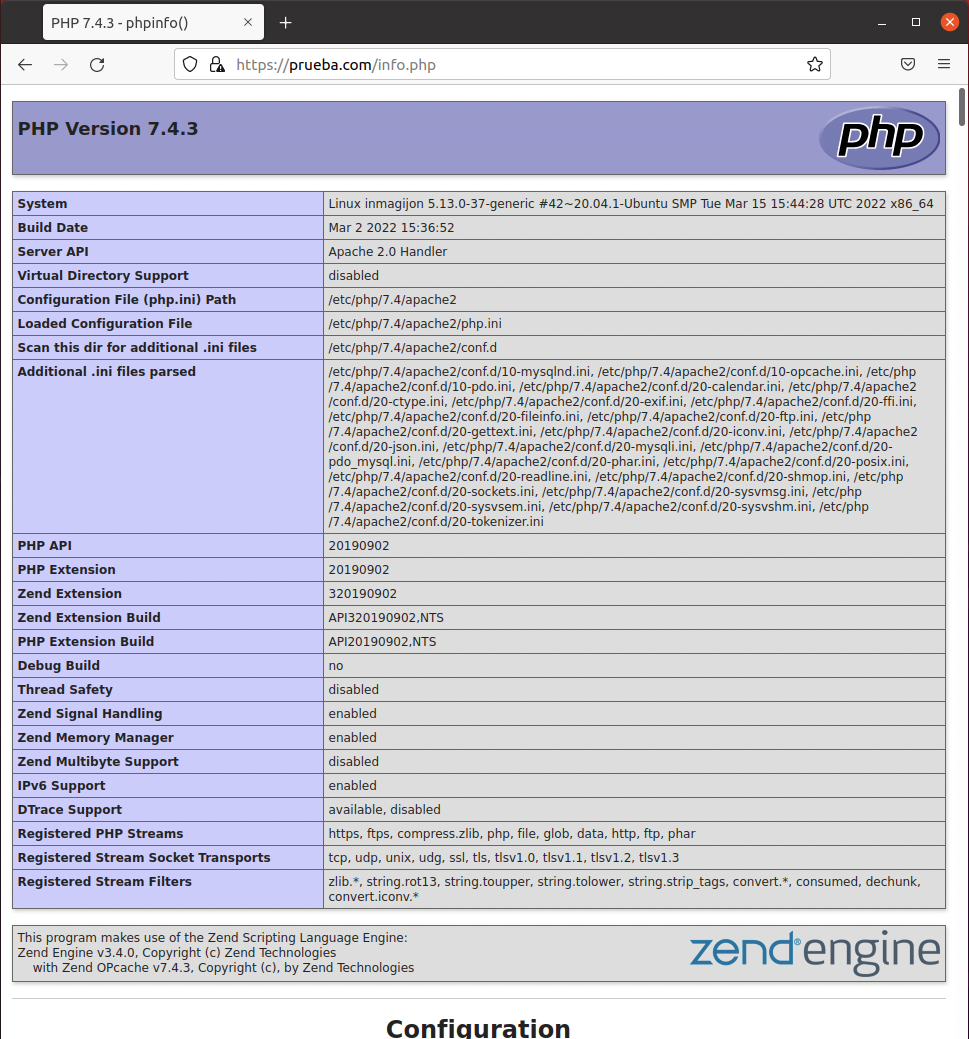 PHP 7.4.3 - phpinfo()
https://prueba.com/info.php
PHP Version 7.4.3
php
System Linux inmagijon 5.13.0-37-generic #42~20.04.1-Ubuntu SMP Tue Mar 15 15:44:28 UTC 2022 x86_64
Build Date Mar 2 2022 15:36:52
Server API Apache 2.0 Handler
Virtual Directory Support disabled
Configuration File (php.ini) Path /etc/php/7.4/apache2
Loaded Configuration File /etc/php/7.4/apache2/php.ini
Scan this dir for additional .ini files /etc/php/7.4/apache2/conf.d
Additional .ini files parsed /etc/php/7.4/apache2/conf.d/10-mysqlnd.ini, /etc/php/7.4/apache2/conf.d/10-opcache.ini, /etc/php
/7.4/apache2/conf.d/10-pdo.ini, /etc/php/7.4/apache2/conf.d/20-calendar.ini, /etc/php/7.4/apache2
/conf.d/20-ctype.ini, /etc/php/7.4/apache2/conf.d/20-exif.ini, /etc/php/7.4/apache2/conf.d/20-ffi.ini,
/etc/php/7.4/apache2/conf.d/20-fileinfo.ini, /etc/php/7.4/apache2/conf.d/20-ftp.ini, /etc/php
/7.4/apache2/conf.d/20-gettext.ini, /etc/php/7.4/apache2/conf.d/20-iconv.ini, /etc/php/7.4/apache2
/conf.d/20-json.ini, /etc/php/7.4/apache2/conf.d/20-mysqli.ini, /etc/php/7.4/apache2/conf.d/20-
pdo_mysql.ini, /etc/php/7.4/apache2/conf.d/20-phar.ini, /etc/php/7.4/apache2/conf.d/20-posix.ini,
/etc/php/7.4/apache2/conf.d/20-readline.ini, /etc/php/7.4/apache2/conf.d/20-shmop.ini, /etc/php
/7.4/apache2/conf.d/20-sockets.ini, /etc/php/7.4/apache2/conf.d/20-sysvmsg.ini, /etc/php
/7.4/apache2/conf.d/20-sysvsem.ini, /etc/php/7.4/apache2/conf.d/20-sysvshm.ini, /etc/php
/7.4/apache2/conf.d/20-tokenizer.ini
PHP API 20190902
PHP Extension 20190902
Zend Extension 320190902
Zend Extension Build API320190902,NTS
PHP Extension Build API20190902,NTS
Debug Build no
Thread Safety disabled
Zend Signal Handling enabled
Zend Memory Manager enabled
Zend Multibyte Support disabled
IPv6 Support enabled
DTrace Support available, disabled
Registered PHP Streams https, ftps, compress.zlib, php, file, glob, data, http, ftp, phar
Registered Stream Socket Transports tcp, udp, unix, udg, ssl, tls, tlsv1.0, tlsv1.1, tlsv1.2, tlsv1.3
Registered Stream Filters zlib.*, string.rot13, string.toupper, string.tolower, string.strip_tags, convert.*, consumed, dechunk,
convert.iconv.*
This program makes use of the Zend Scripting Language Engine:
Zend Engine v3.4.0, Copyright (c) Zend Technologies
with Zend OPcache v7.4.3, Copyright (c), by Zend Technologies
zend®engine
Configuration